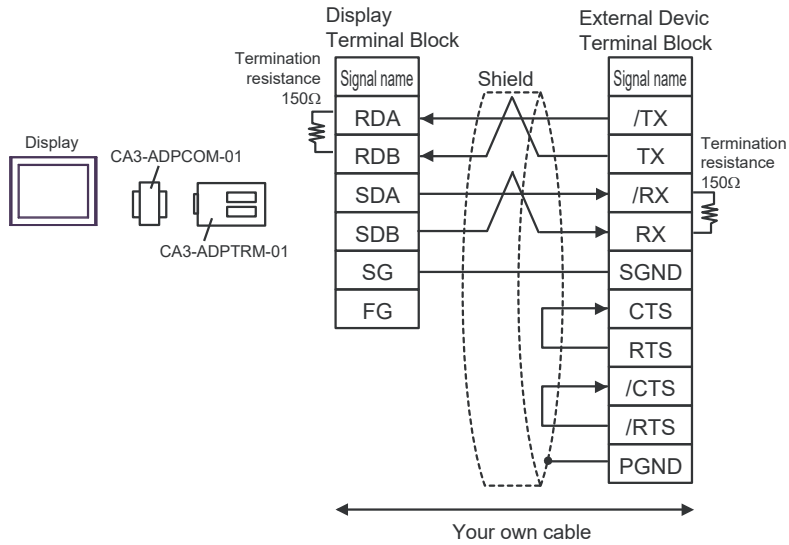 Display
Terminal Block
External Devic
Terminal Block
Termination
resistance
150Ω
Signal name
Shield
Signal name
RDA
/TX
RDB
TX
Termination
resistance
150Ω
Display
CA3-ADPCOM-01
SDA
/RX
CA3-ADPTRM-01
SDB
RX
SG
SGND
FG
CTS
RTS
/CTS
/RTS
PGND
Your own cable